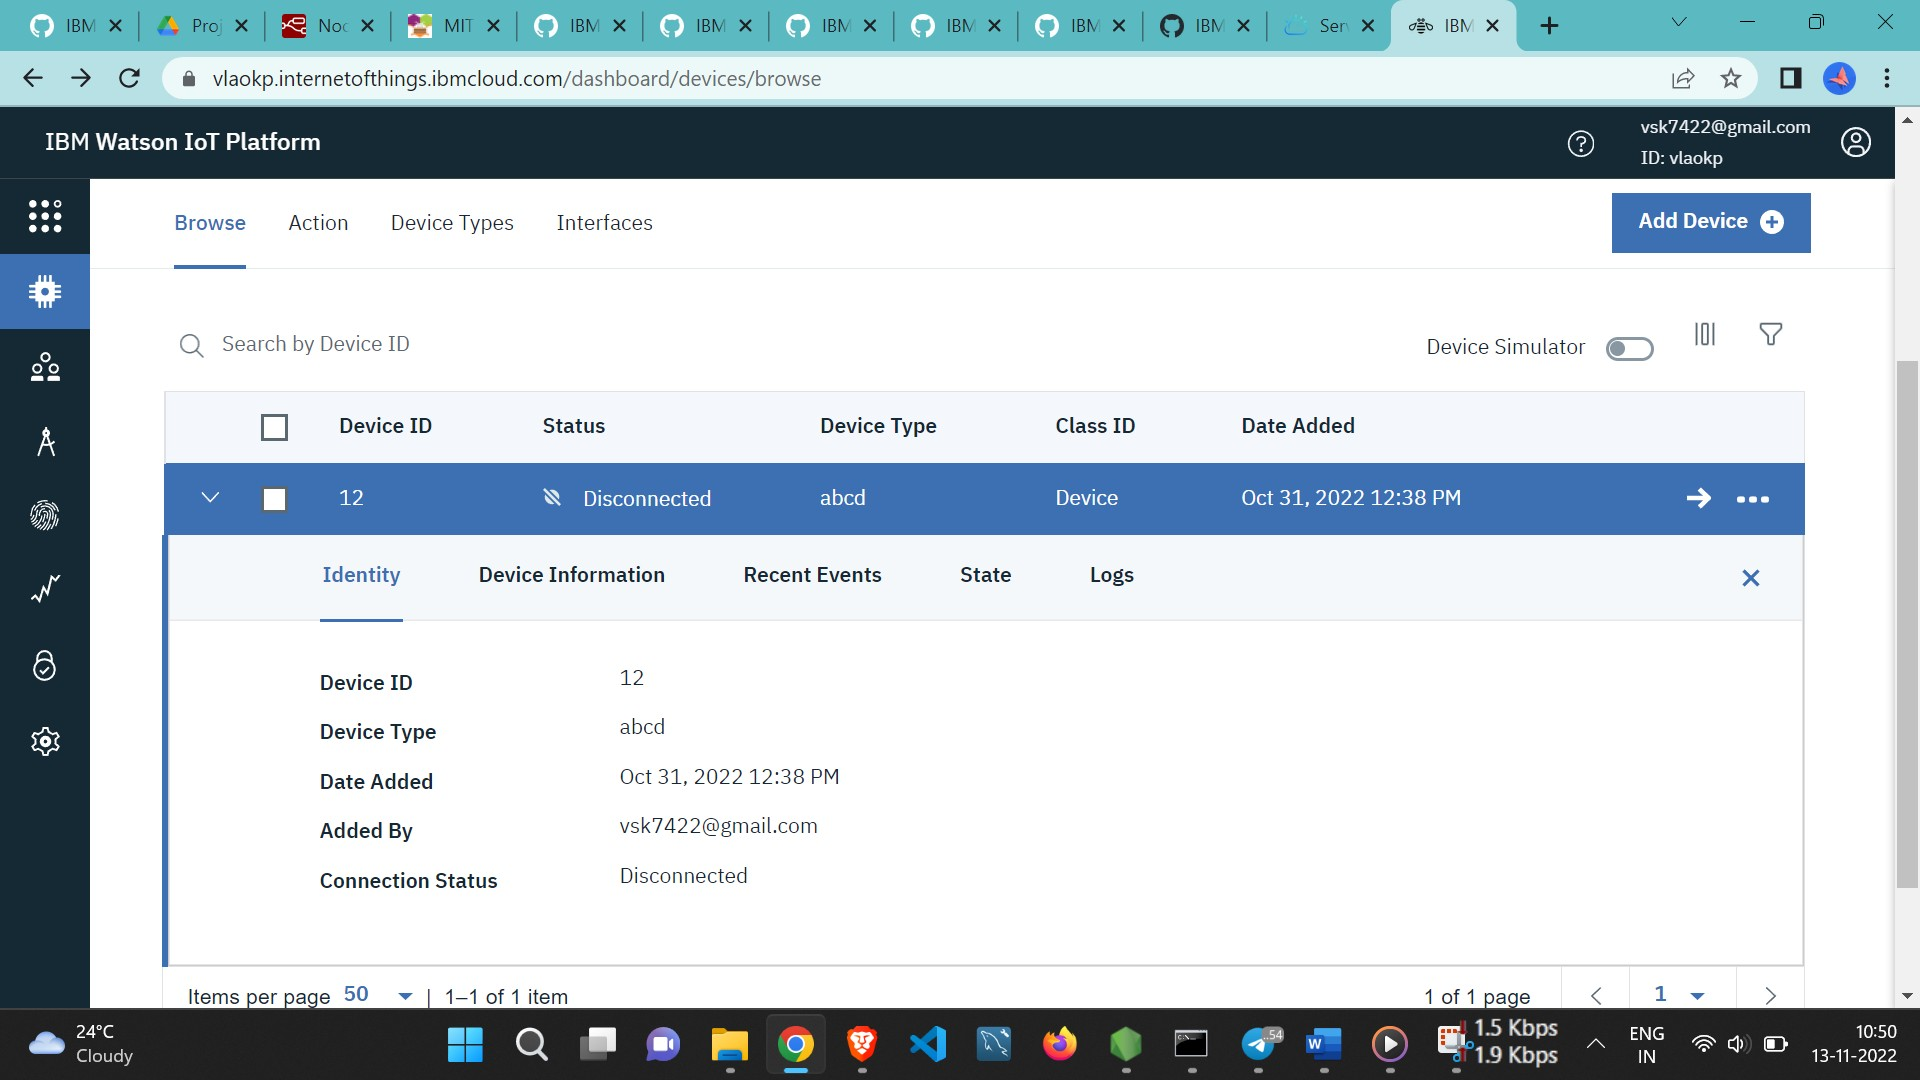 IBM Proj Nod MIT IBM IBM IBM IBM IBM IBM Serv IBM
vlaokp.internetofthings.ibmcloud.com/dashboard/devices/browse
IBM Watson IoT Platform
vsk7422@gmail.com
ID: vlaokp
Browse Action Device Types Interfaces
Add Device
Search by Device ID
Device Simulator
Device ID Status Device Type Class ID Date Added
12 Disconnected abcd Device Oct 31, 2022 12:38 PM
Identity Device Information Recent Events State Logs
Device ID 12
Device Type abcd
Date Added Oct 31, 2022 12:38 PM
Added By vsk7422@gmail.com
Connection Status Disconnected
Items per page 50 | 1–1 of 1 item
1 of 1 page 1
24°C
Cloudy
54
1.5 Kbps
1.9 Kbps
ENG
IN
10:50
13-11-2022